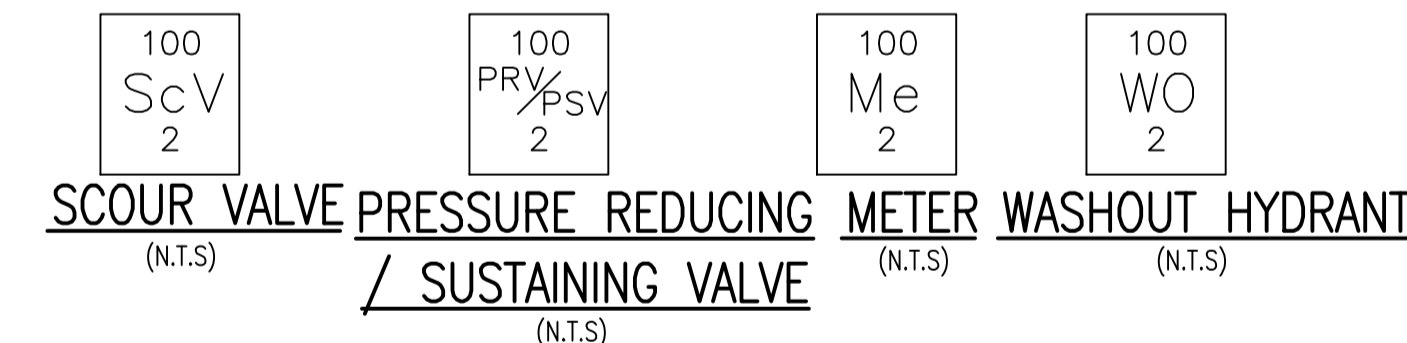 100
ScV
2
SCOUR VALVE
(N.T.S)
100
PRV/PSV
2
PRESSURE REDUCING
/ SUSTAINING VALVE
(N.T.S)
100
Me
2
METER
(N.T.S)
100
WO
2
WASHOUT HYDRANT
(N.T.S)